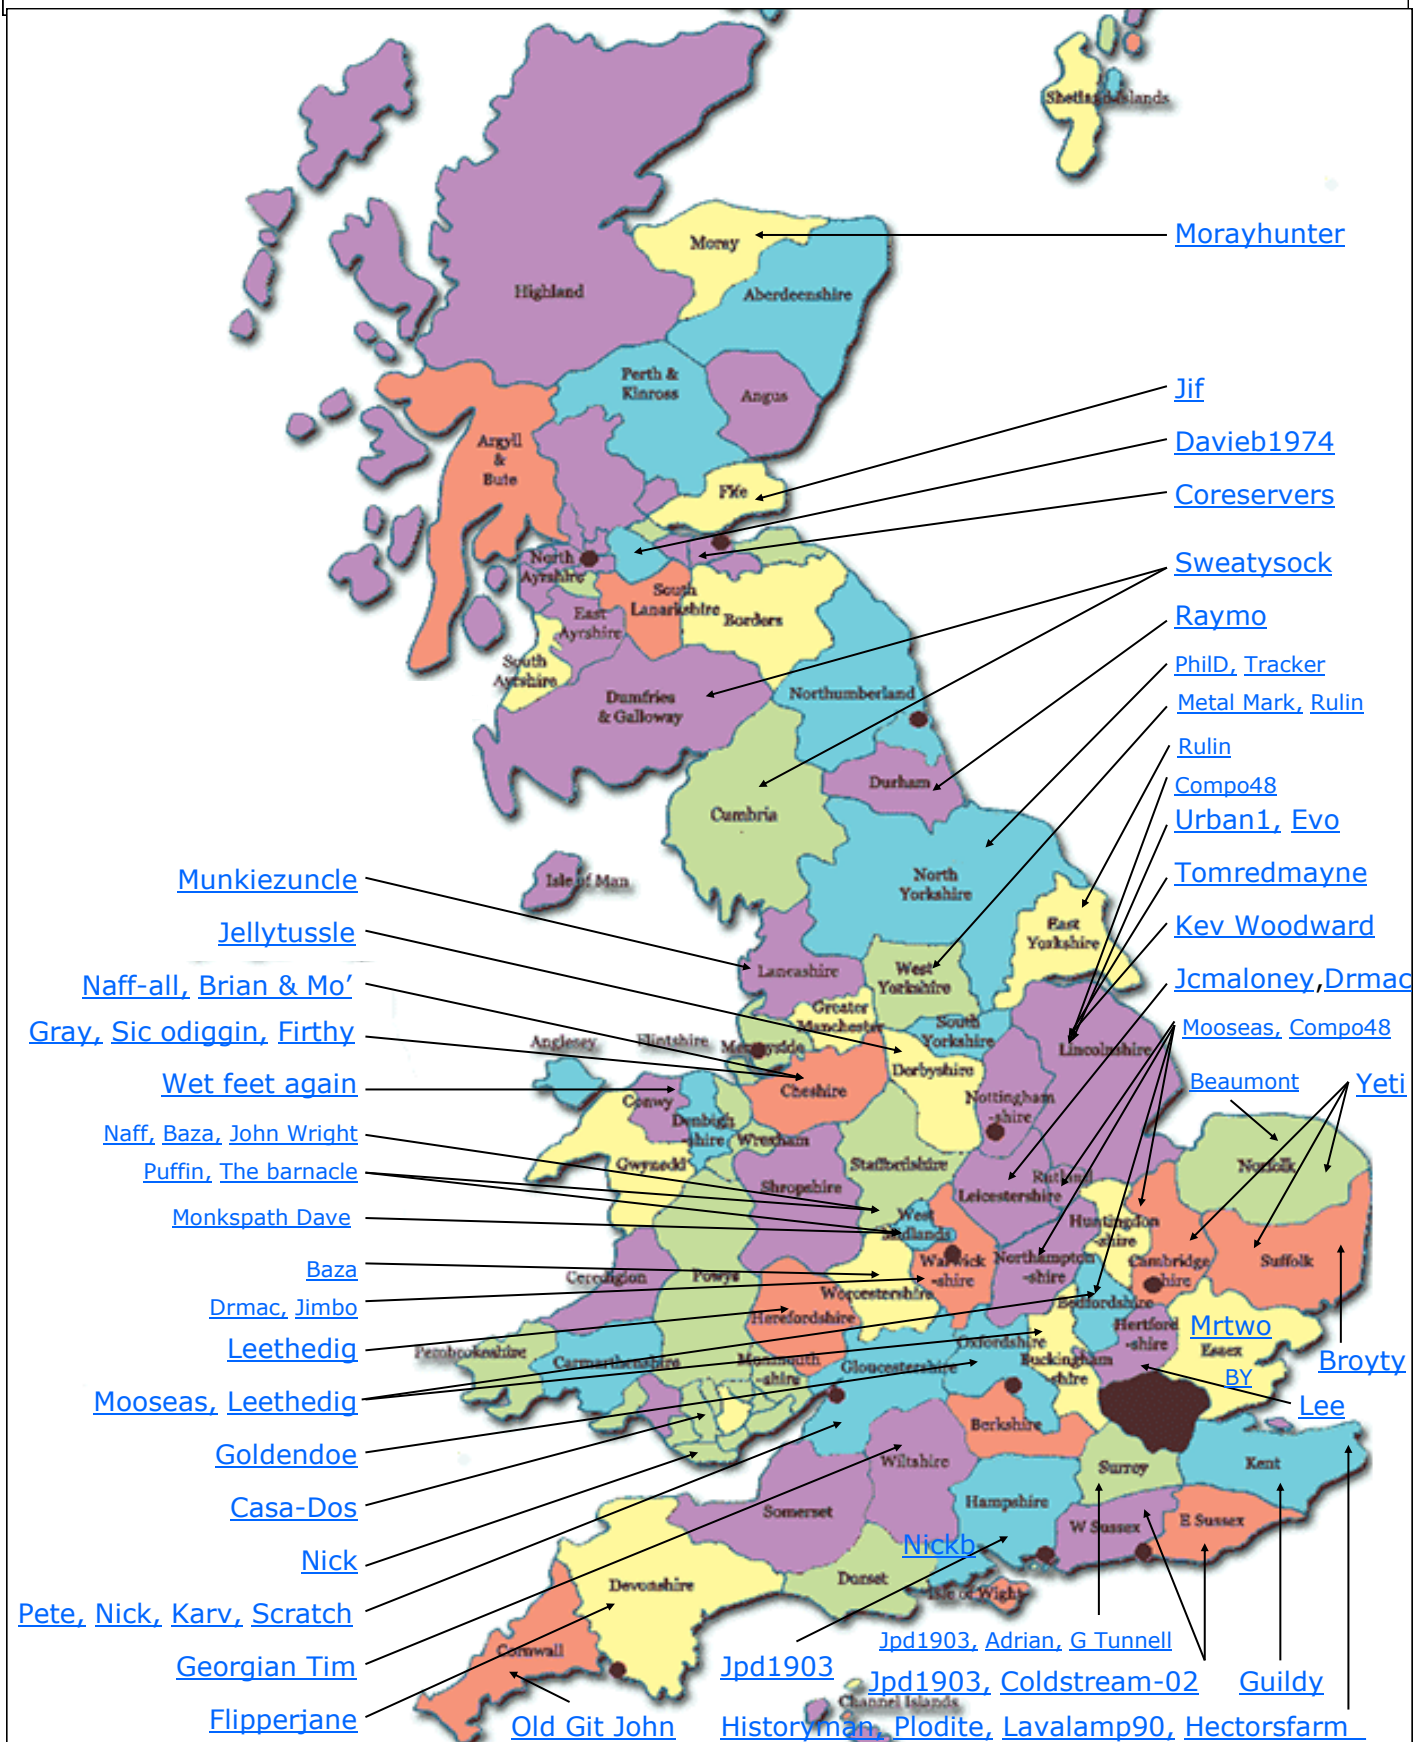 Shetland Islands
Morayhunter
Moray
Highland
Aberdeenshire
Perth &
Kinross
Angus
Jif
Argyll
&
Bute
Davieb1974
Fife
Coreservers
North
Ayrshire
Sweatysock
South
Lanarkshire
Borders
East
Ayrshire
Raymo
South
Ayrshire
PhilD, Tracker
Dumfries
& Galloway
Northumberland
Metal Mark, Rulin
Rulin
Durham
Compo48
Cumbria
Urban1, Evo
Munkiezuncle
Isle of Man
North
Yorkshire
Tomredmayne
Jellytussle
East
Yorkshire
Kev Woodward
Lancashire
West
Yorkshire
Naff-all, Brian & Mo’
Jcmaloney,Drmac
Greater
Manchester
Gray, Sic odiggin, Firthy
South
Yorkshire
Mooseas, Compo48
Anglesey
Flintshire
Merseyside
Lincolnshire
Derbyshire
Wet feet again
Cheshire
Beaumont
Yeti
Conwy
Nottingham
-shire
Denbigh
-shire
Wrexham
Naff, Baza, John Wright
Gwynedd
Staffordshire
Norfolk
Puffin, The barnacle
Shropshire
Rutland
Leicestershire
Monkspath Dave
West
Midlands
Huntingdon
-shire
Baza
Ceredigion
Powys
Warwick
-shire
Northampton
-shire
Cambridge
-shire
Suffolk
Worcestershire
Drmac, Jimbo
Herefordshire
Bedfordshire
Leethedig
Hertford
-shire
Mrtwo
Pembrokeshire
Carmarthenshire
Monmouth
-shire
Gloucestershire
Oxfordshire
Buckingham
-shire
Essex
Broyty
BY
Mooseas, Leethedig
Lee
Goldendoe
Berkshire
Casa-Dos
Wiltshire
Surrey
Kent
Somerset
Hampshire
W Sussex
E Sussex
Nick
Nickb
Devonshire
Dorset
Isle of Wight
Pete, Nick, Karv, Scratch
Cornwall
Jpd1903, Adrian, G Tunnell
Georgian Tim
Jpd1903
Jpd1903, Coldstream-02
Guildy
Channel Islands
Flipperjane
Old Git John
Historyman, Plodite, Lavalamp90, Hectorsfarm